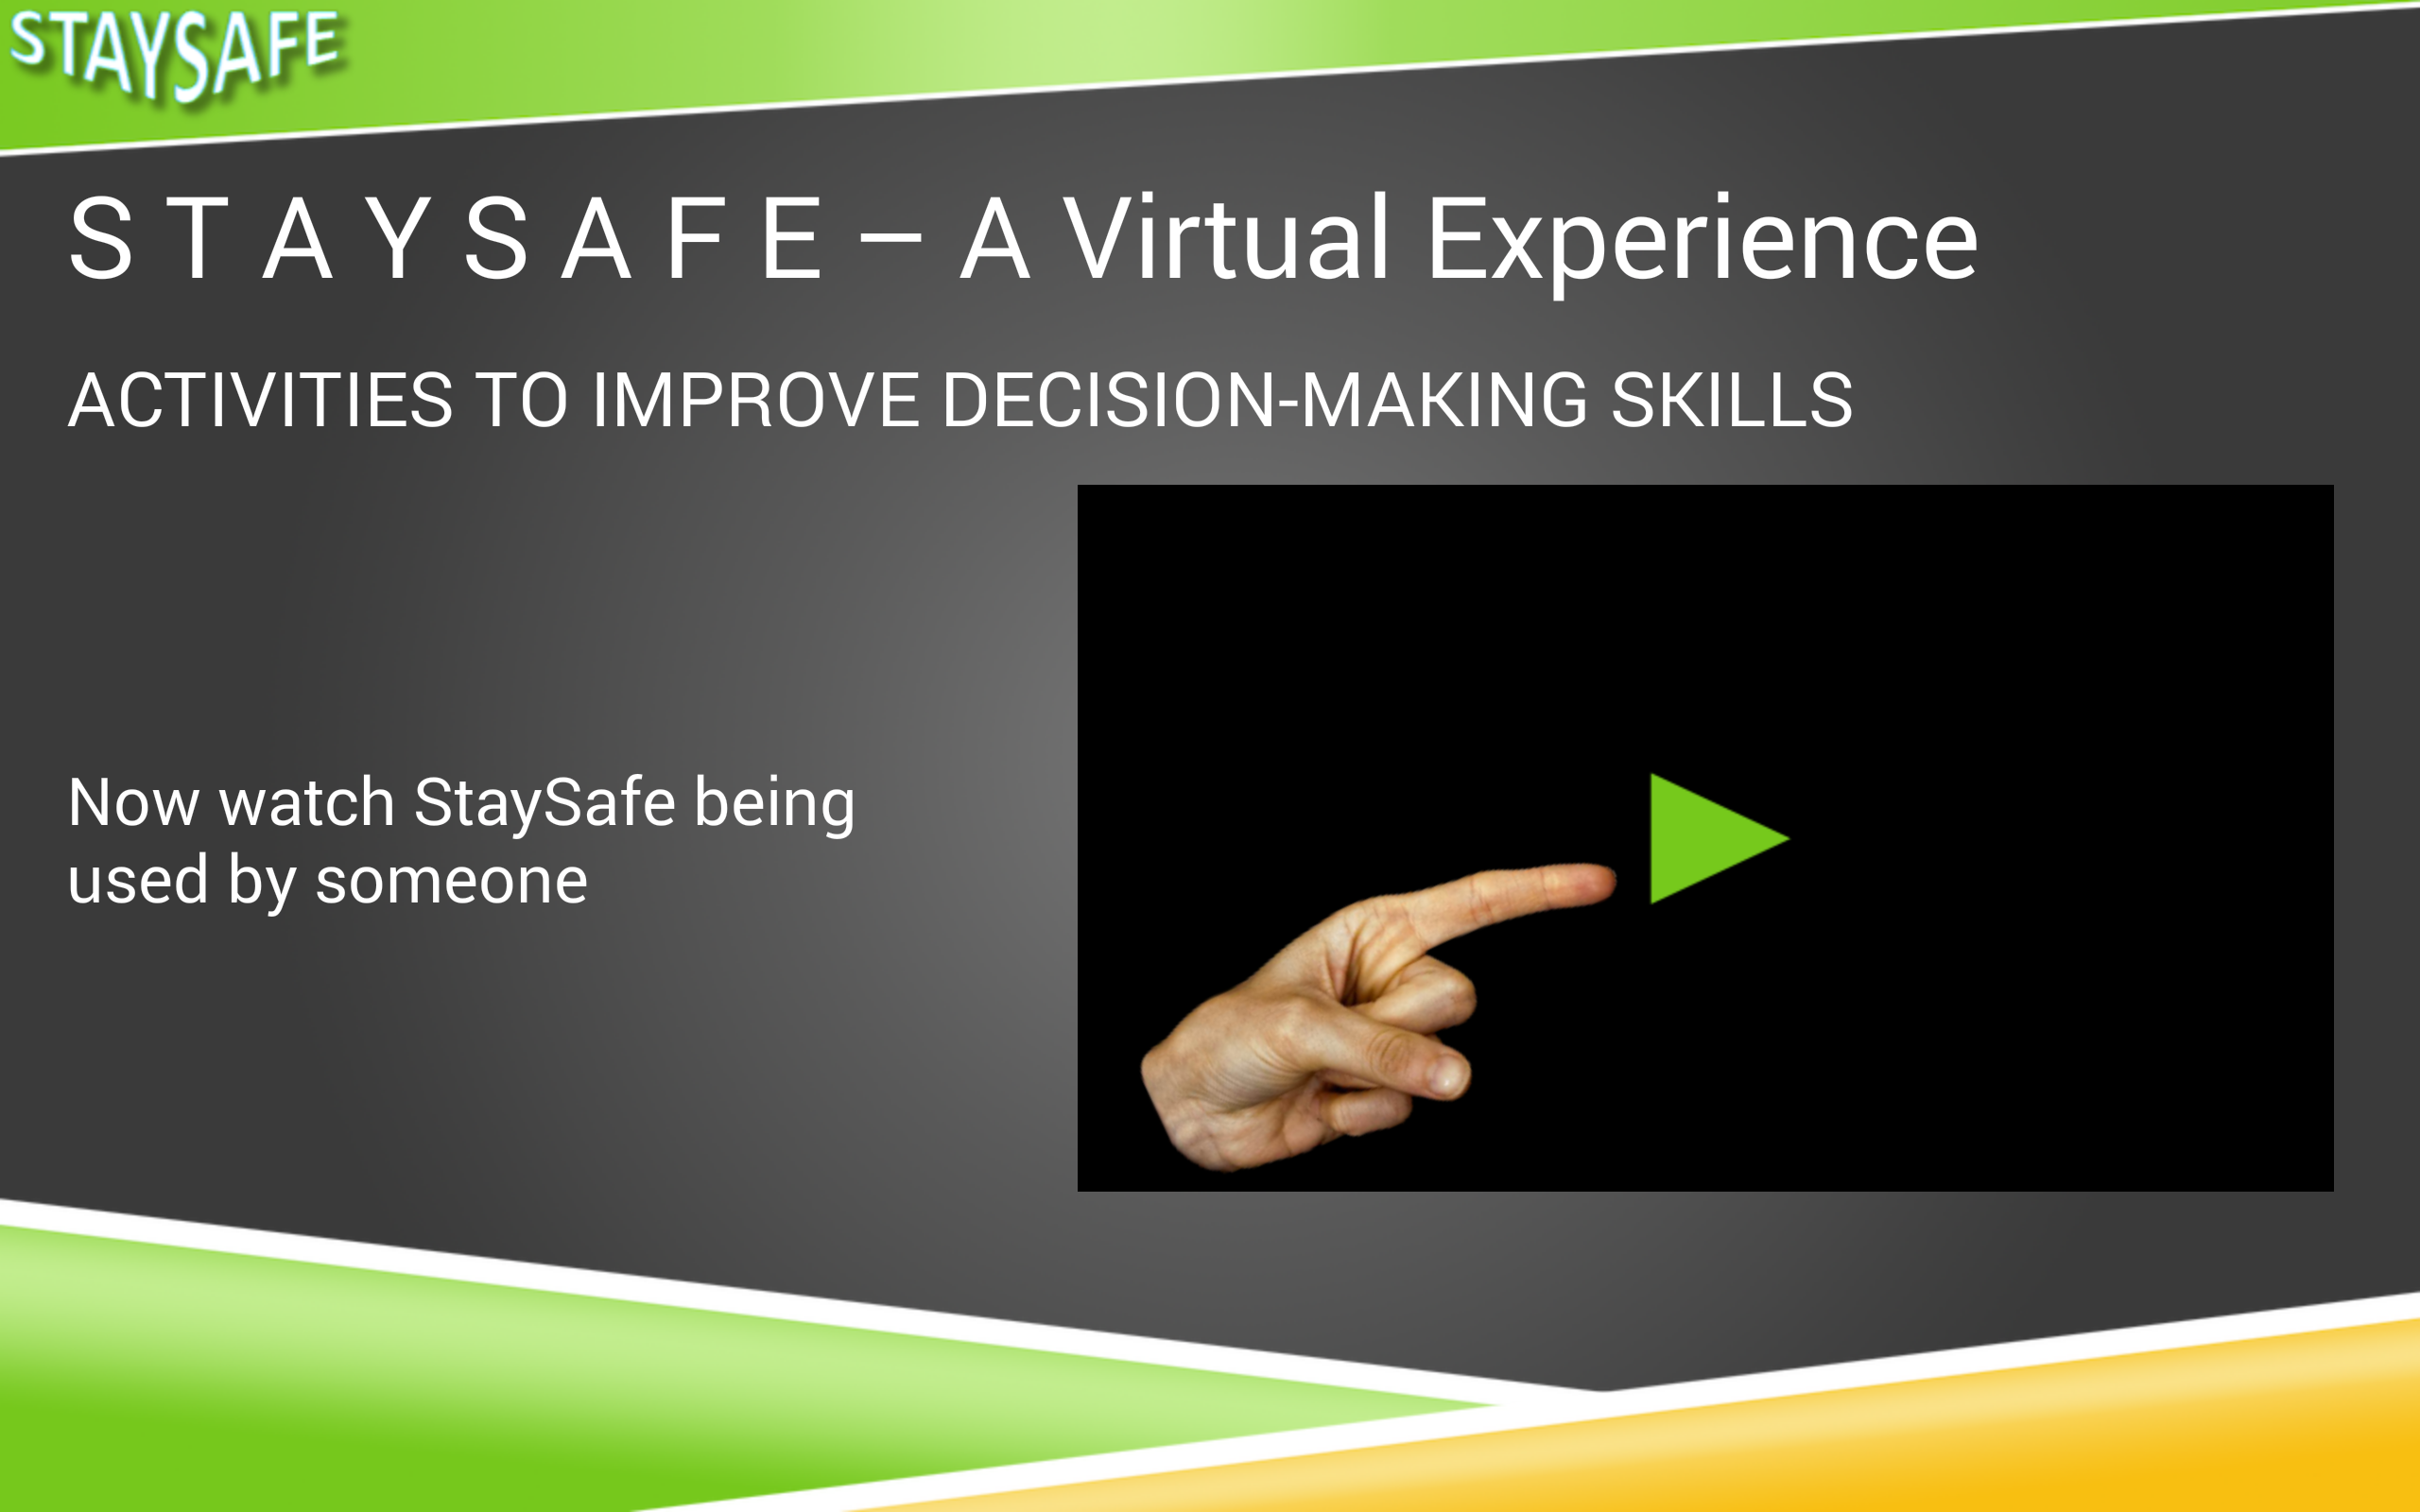 STAYSAFE
S T A Y S A F E – A Virtual Experience
ACTIVITIES TO IMPROVE DECISION-MAKING SKILLS
Now watch StaySafe being
used by someone